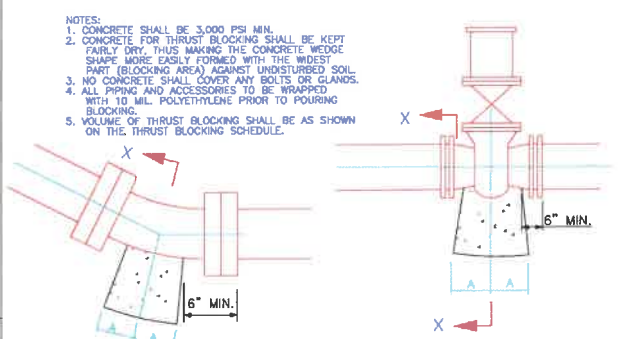 NOTES:
1. CONCRETE SHALL BE 3,000 PSI MIN.
2. CONCRETE FOR THRUST BLOCKING SHALL BE KEPT
FAIRLY DRY, THUS MAKING THE CONCRETE WEDGE
SHAPE MORE EASILY FORMED WITH THE WIDEST
PART (BLOCKING AREA) AGAINST UNDISTURBED SOIL.
3. NO CONCRETE SHALL COVER ANY BOLTS OR GLANDS.
4. ALL PIPING AND ACCESSORIES TO BE WRAPPED
WITH 10 MIL. POLYETHYLENE PRIOR TO POURING
BLOCKING.
5. VOLUME OF THRUST BLOCKING SHALL BE AS SHOWN
ON THE THRUST BLOCKING SCHEDULE.
X
6" MIN.
A
A
X
6" MIN.
A
A
X